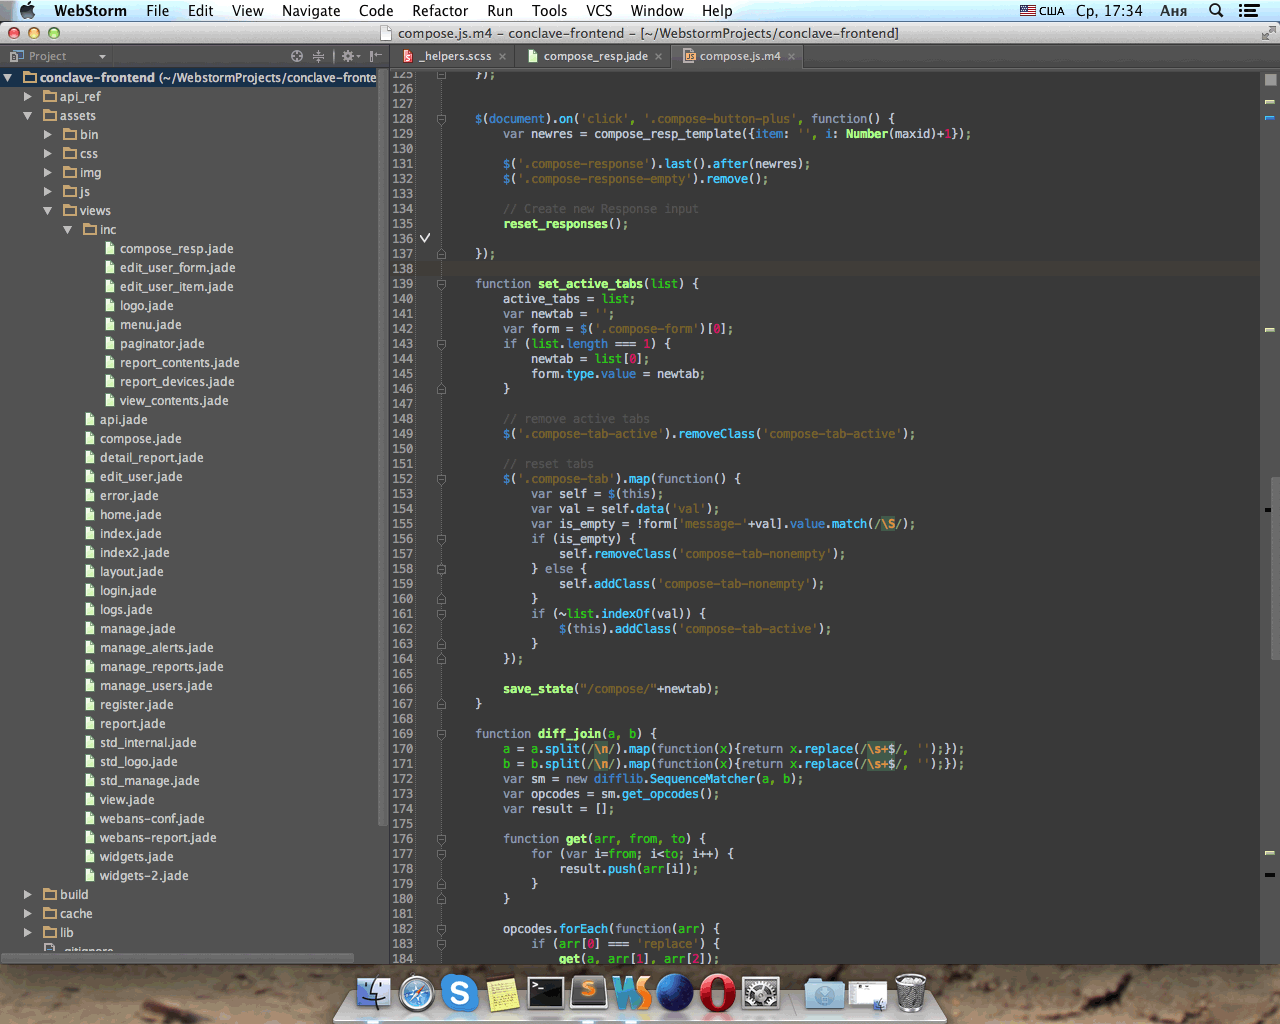 WebStorm File Edit View Navigate Code Refactor Run Tools VCS Window Help США Ср, 17:34 Аня
compose.js.m4 – conclave-frontend – [~/WebstormProjects/conclave-frontend]
Project
_helpers.scss compose_resp.jade compose.js.m4
conclave-frontend (~/WebstormProjects/conclave-fronte
api_ref
assets
bin
css
img
js
views
inc
compose_resp.jade
edit_user_form.jade
edit_user_item.jade
logo.jade
menu.jade
paginator.jade
report_contents.jade
report_devices.jade
view_contents.jade
api.jade
compose.jade
detail_report.jade
edit_user.jade
error.jade
home.jade
index.jade
index2.jade
layout.jade
login.jade
logs.jade
manage.jade
manage_alerts.jade
manage_reports.jade
manage_users.jade
register.jade
report.jade
std_internal.jade
std_logo.jade
std_manage.jade
view.jade
webans-conf.jade
webans-report.jade
widgets.jade
widgets-2.jade
build
cache
lib
.gitignore
125 });
126
127
128 $(document).on('click', '.compose-button-plus', function() {
129 var newres = compose_resp_template({item: '', i: Number(maxid)+1});
130
131 $('.compose-response').last().after(newres);
132 $('.compose-response-empty').remove();
133
134 // Create new Response input
135 reset_responses();
136
137 });
138
139 function set_active_tabs(list) {
140 active_tabs = list;
141 var newtab = '';
142 var form = $('.compose-form')[0];
143 if (list.length === 1) {
144 newtab = list[0];
145 form.type.value = newtab;
146 }
147
148 // remove active tabs
149 $('.compose-tab-active').removeClass('compose-tab-active');
150
151 // reset tabs
152 $('.compose-tab').map(function() {
153 var self = $(this);
154 var val = self.data('val');
155 var is_empty = !form['message-'+val].value.match(/\S/);
156 if (is_empty) {
157 self.removeClass('compose-tab-nonempty');
158 } else {
159 self.addClass('compose-tab-nonempty');
160 }
161 if (~list.indexOf(val)) {
162 $(this).addClass('compose-tab-active');
163 }
164 });
165
166 save_state("/compose/"+newtab);
167 }
168
169 function diff_join(a, b) {
170 a = a.split(/\n/).map(function(x){return x.replace(/\s+$/, '');});
171 b = b.split(/\n/).map(function(x){return x.replace(/\s+$/, '');});
172 var sm = new difflib.SequenceMatcher(a, b);
173 var opcodes = sm.get_opcodes();
174 var result = [];
175
176 function get(arr, from, to) {
177 for (var i=from; i<to; i++) {
178 result.push(arr[i]);
179 }
180 }
181
182 opcodes.forEach(function(arr) {
183 if (arr[0] === 'replace') {
184 get(a, arr[1], arr[2]);